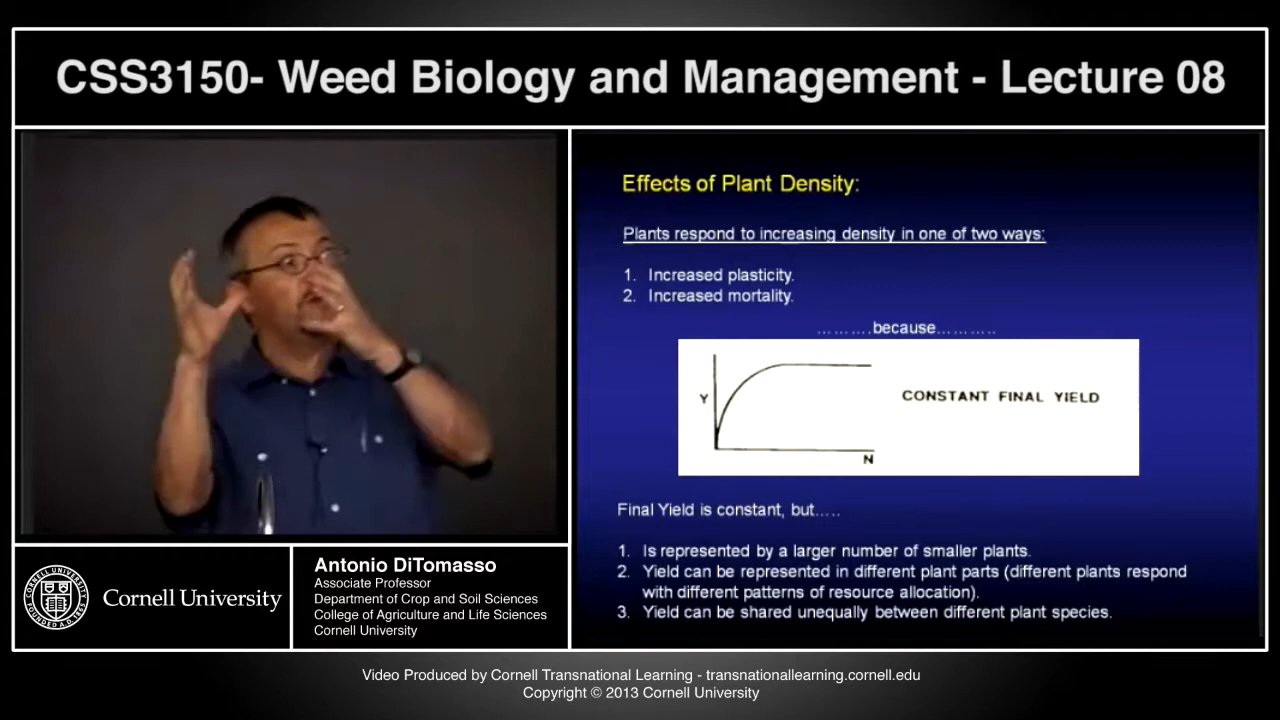 CSS3150- Weed Biology and Management - Lecture 08
Effects of Plant Density:
Plants respond to increasing density in one of two ways:
1. Increased plasticity.
2. Increased mortality.
……….because………..
Y
CONSTANT FINAL YIELD
N
Final Yield is constant, but…..
1. Is represented by a larger number of smaller plants.
2. Yield can be represented in different plant parts (different plants respond
with different patterns of resource allocation).
3. Yield can be shared unequally between different plant species.
Cornell University
Antonio DiTomasso
Associate Professor
Department of Crop and Soil Sciences
College of Agriculture and Life Sciences
Cornell University
Video Produced by Cornell Transnational Learning - transnationallearning.cornell.edu
Copyright © 2013 Cornell University